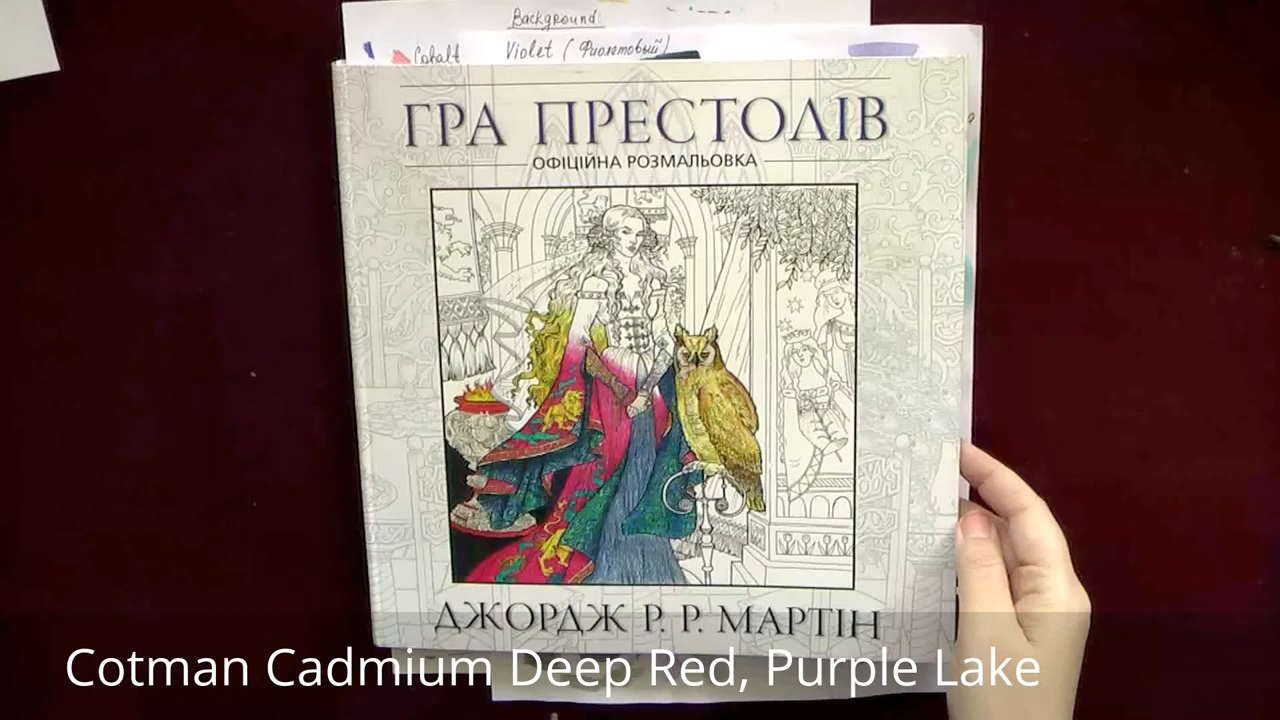 Background
Cobalt Violet (Фиолетовый)
ГРА ПРЕСТОЛІВ
ОФІЦІЙНА РОЗМАЛЬОВКА
ДЖОРДЖ Р. Р. МАРТІН
Cotman Cadmium Deep Red, Purple Lake